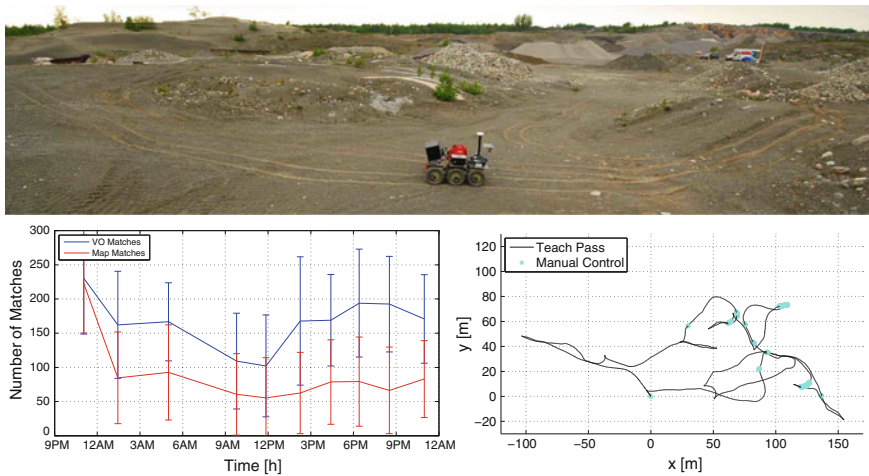 300
250
200
150
100
50
0
Number of Matches
VO Matches
Map Matches
9PM 12AM 3AM 6AM 9AM 12PM 3PM 6PM 9PM 12AM
Time [h]
120
100
80
60
40
20
0
-20
y [m]
Teach Pass
Manual Control
-100 -50 0 50 100 150
x [m]